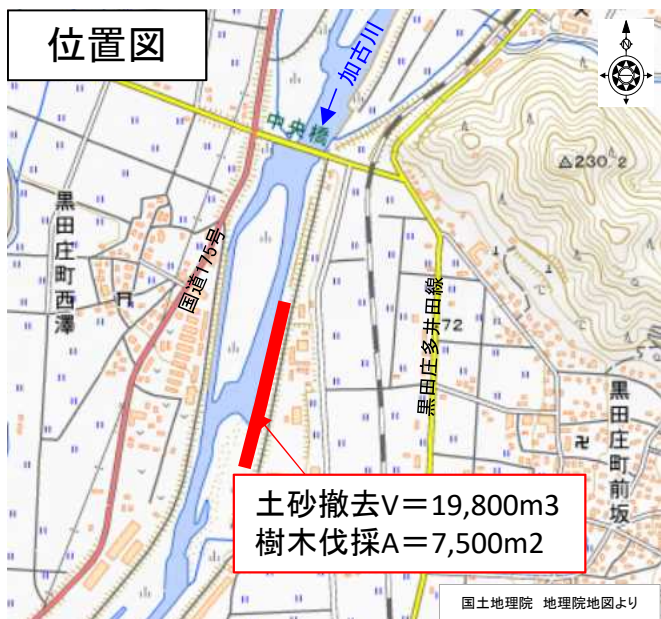 位置図
N
加古川
中央橋
230.2
黒田庄町西澤
国道175号
黒田庄多井田線
72
黒田庄町前坂
土砂撤去V＝19,800m3
樹木伐採A＝7,500m2
国土地理院 地理院地図より